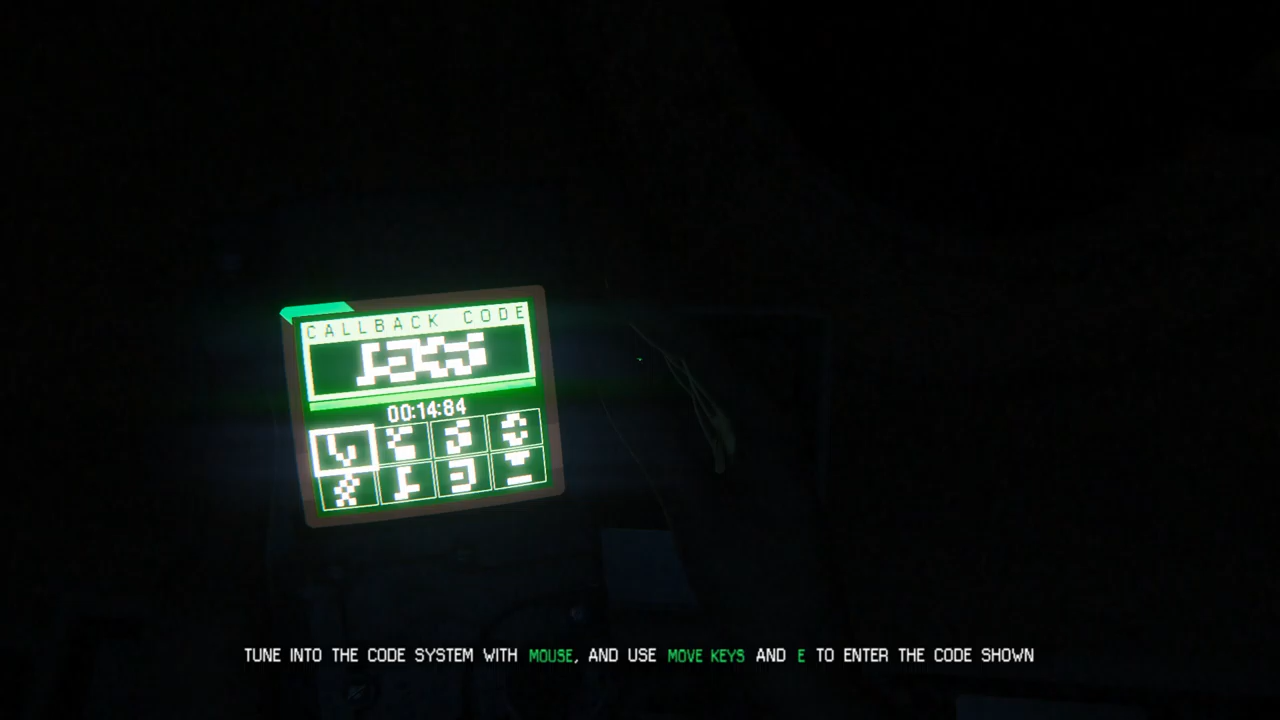 CALLBACK CODE
00:14:84
TUNE INTO THE CODE SYSTEM WITH MOUSE, AND USE MOVE KEYS AND E TO ENTER THE CODE SHOWN